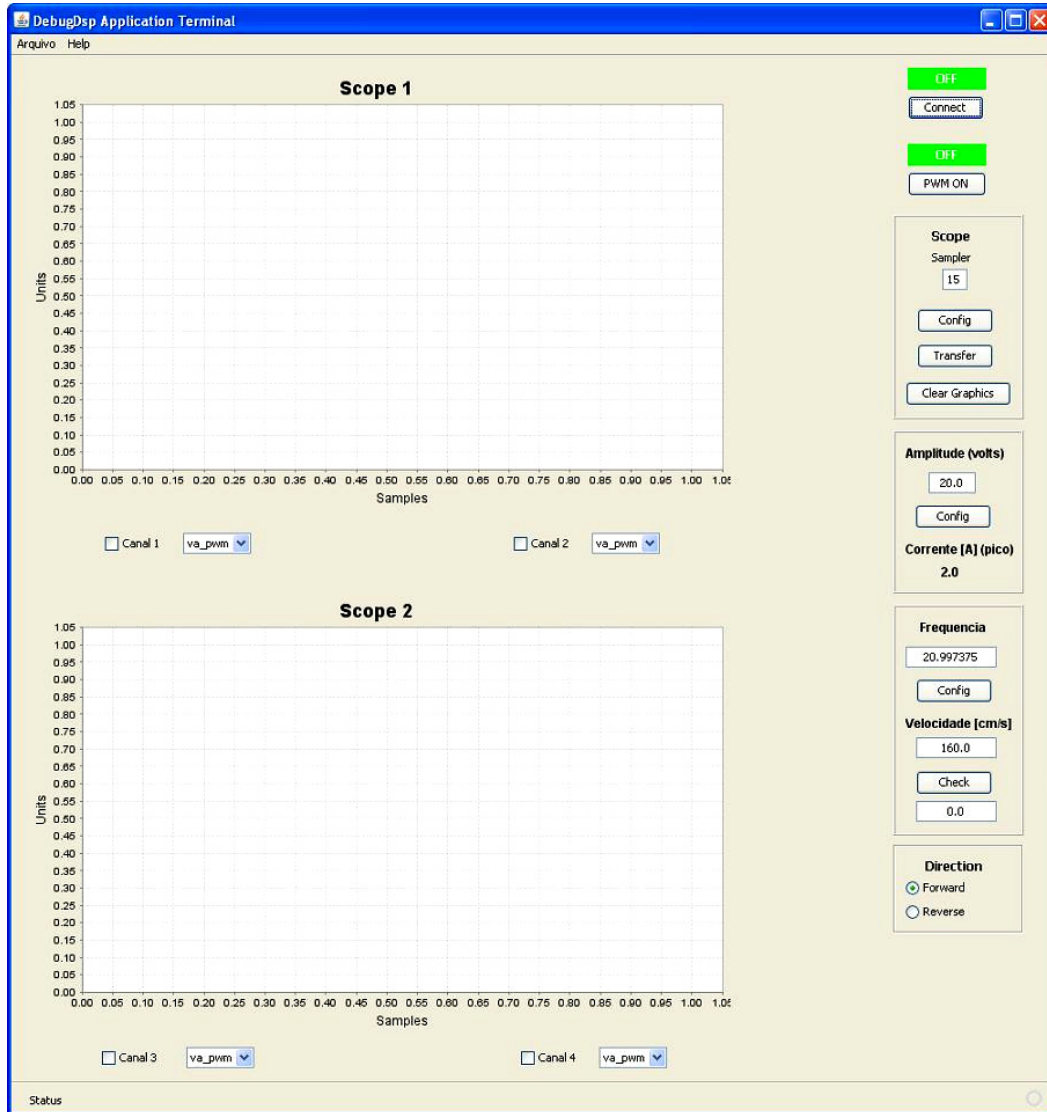 DebugDsp Application Terminal
Arquivo Help
Scope 1
1.05
1.00
0.95
0.90
0.85
0.80
0.75
0.70
0.65
0.60
0.55
0.50
0.45
0.40
0.35
0.30
0.25
0.20
0.15
0.10
0.05
0.00
Units
0.00 0.05 0.10 0.15 0.20 0.25 0.30 0.35 0.40 0.45 0.50 0.55 0.60 0.65 0.70 0.75 0.80 0.85 0.90 0.95 1.00 1.05
Samples
Canal 1 va_pwm Canal 2 va_pwm
Scope 2
1.05
1.00
0.95
0.90
0.85
0.80
0.75
0.70
0.65
0.60
0.55
0.50
0.45
0.40
0.35
0.30
0.25
0.20
0.15
0.10
0.05
0.00
Units
0.00 0.05 0.10 0.15 0.20 0.25 0.30 0.35 0.40 0.45 0.50 0.55 0.60 0.65 0.70 0.75 0.80 0.85 0.90 0.95 1.00 1.05
Samples
Canal 3 va_pwm Canal 4 va_pwm
OFF
Connect
OFF
PWM ON
Scope
Sampler
15
Config
Transfer
Clear Graphics
Amplitude (volts)
20.0
Config
Corrente [A] (pico)
2.0
Frequencia
20.997375
Config
Velocidade [cm/s]
160.0
Check
0.0
Direction
Forward
Reverse
Status